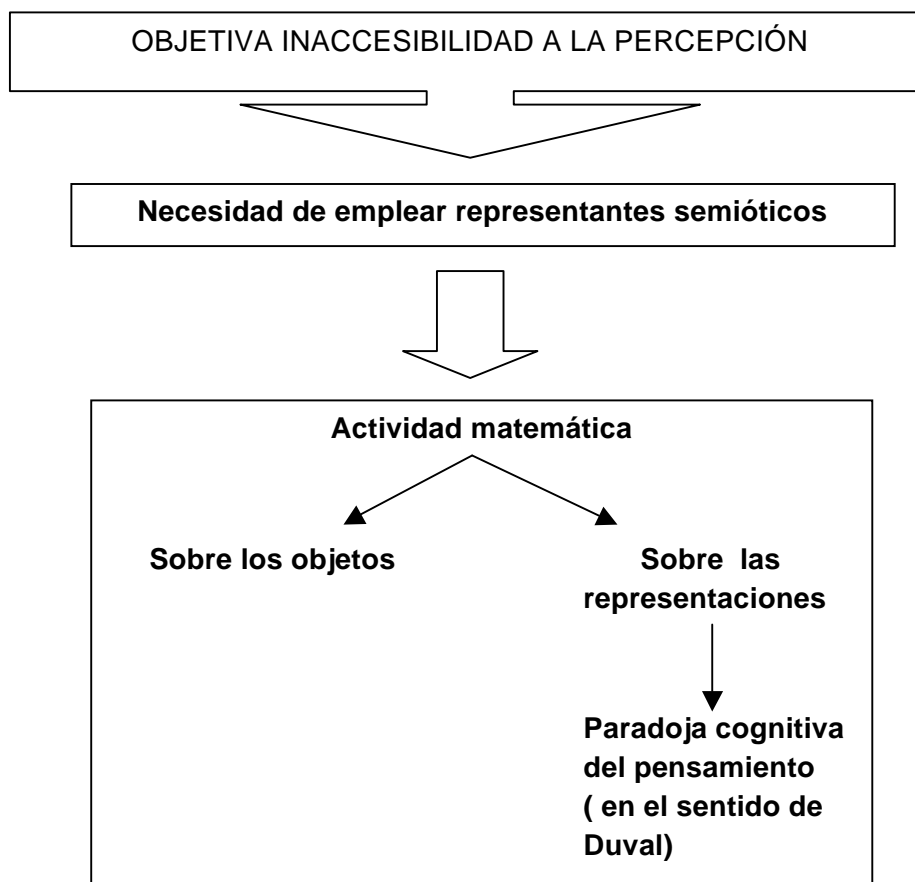 OBJETIVA INACCESIBILIDAD A LA PERCEPCIÓN
Necesidad de emplear representantes semióticos
Actividad matemática
Sobre los objetos
Sobre las
representaciones
Paradoja cognitiva
del pensamiento
( en el sentido de
Duval)